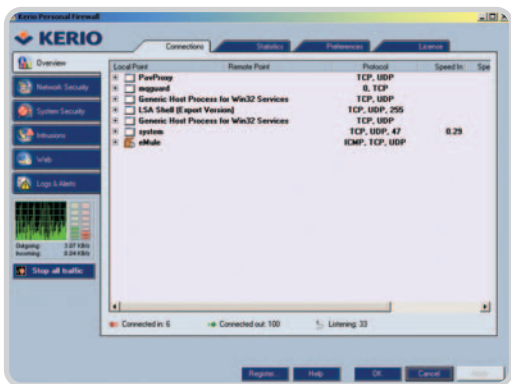 Kerio Personal Firewall
KERIO
Connections Statistics Preferences License
Overview
Network Security
System Security
Intrusions
Web
Logs & Alerts
Local Point Remote Point Protocol Speed In: Spe
PavProxy TCP, UDP
mqguard 0, TCP
Generic Host Process for Win32 Services TCP, UDP
LSA Shell (Export Version) TCP, UDP, 255
Generic Host Process for Win32 Services TCP, UDP
system TCP, UDP, 47 0.29
eMule ICMP, TCP, UDP
Outgoing: 3.07 KB/s
Incoming: 0.04 KB/s
Stop all traffic
Connected in: 6 Connected out: 100 Listening: 33
Register... Help OK Cancel Apply